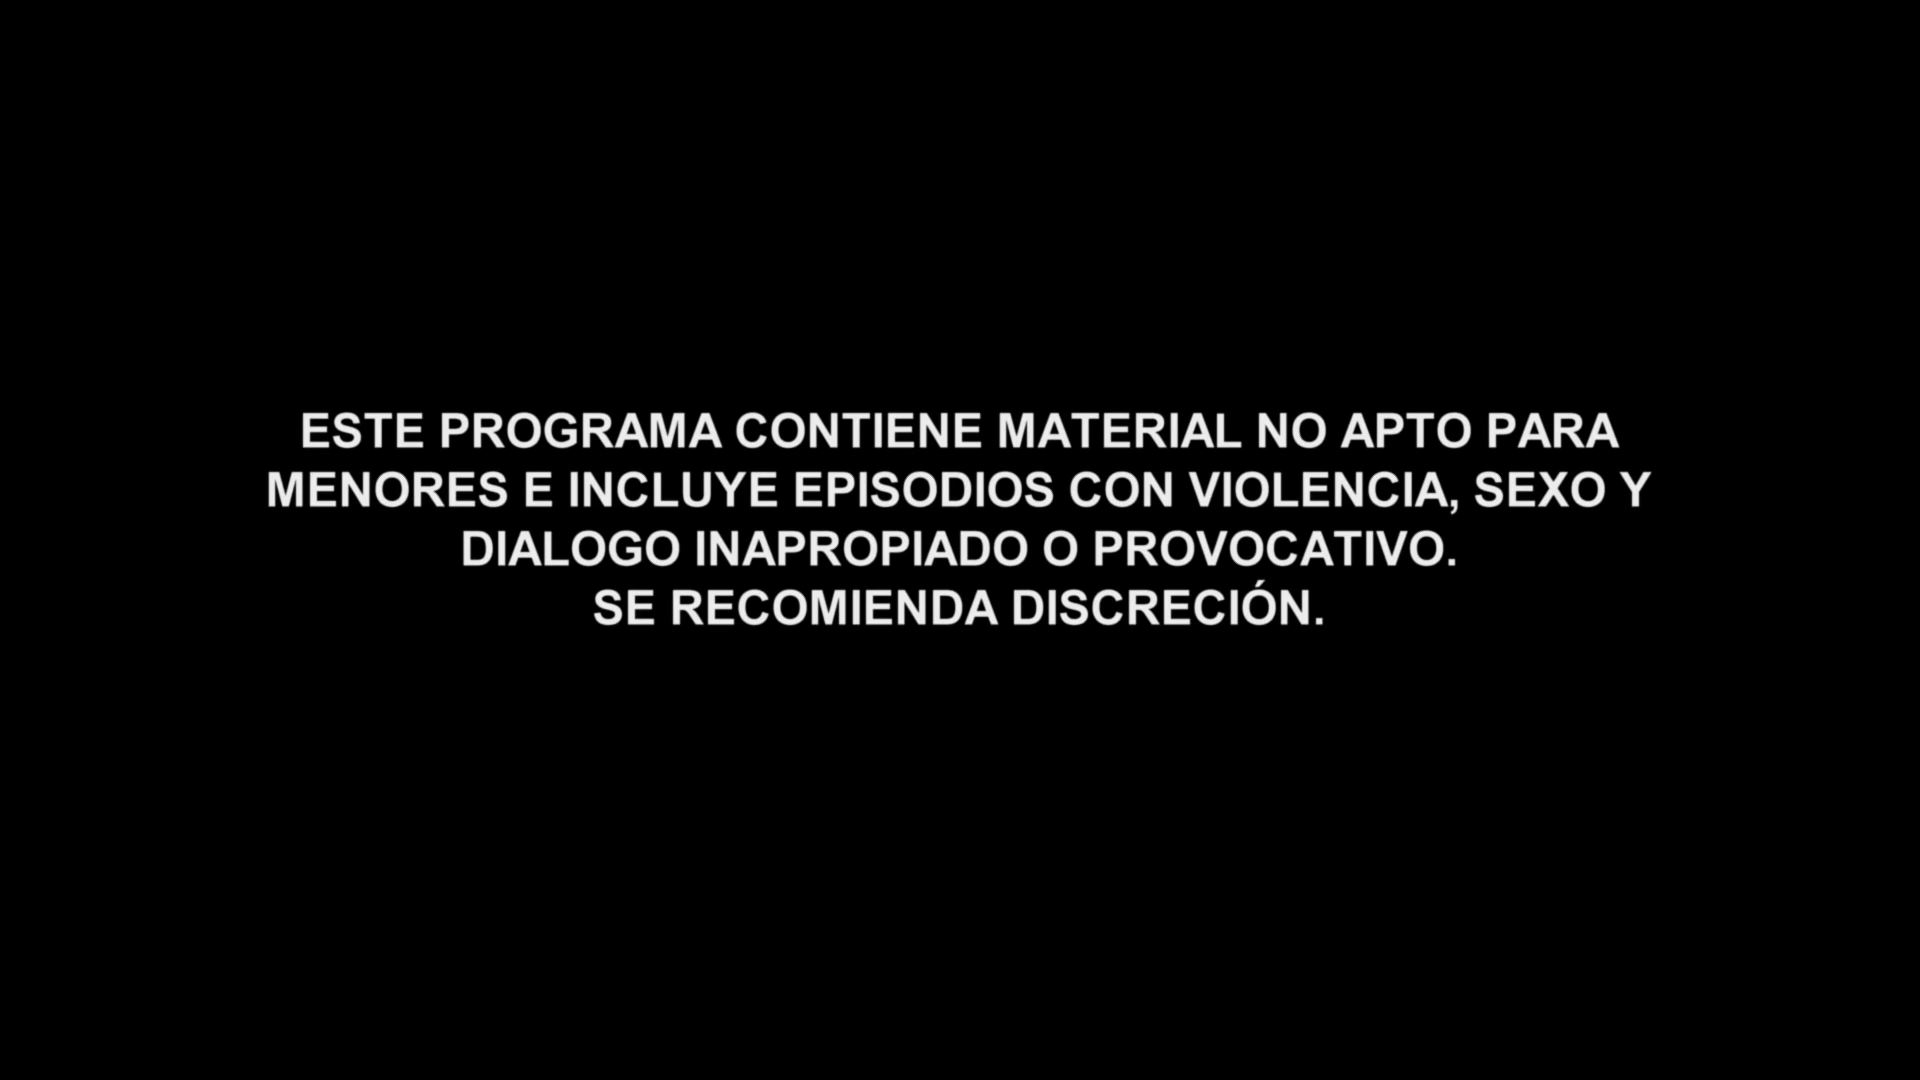 ESTE PROGRAMA CONTIENE MATERIAL NO APTO PARA
MENORES E INCLUYE EPISODIOS CON VIOLENCIA, SEXO Y
DIALOGO INAPROPIADO O PROVOCATIVO.
SE RECOMIENDA DISCRECIÓN.